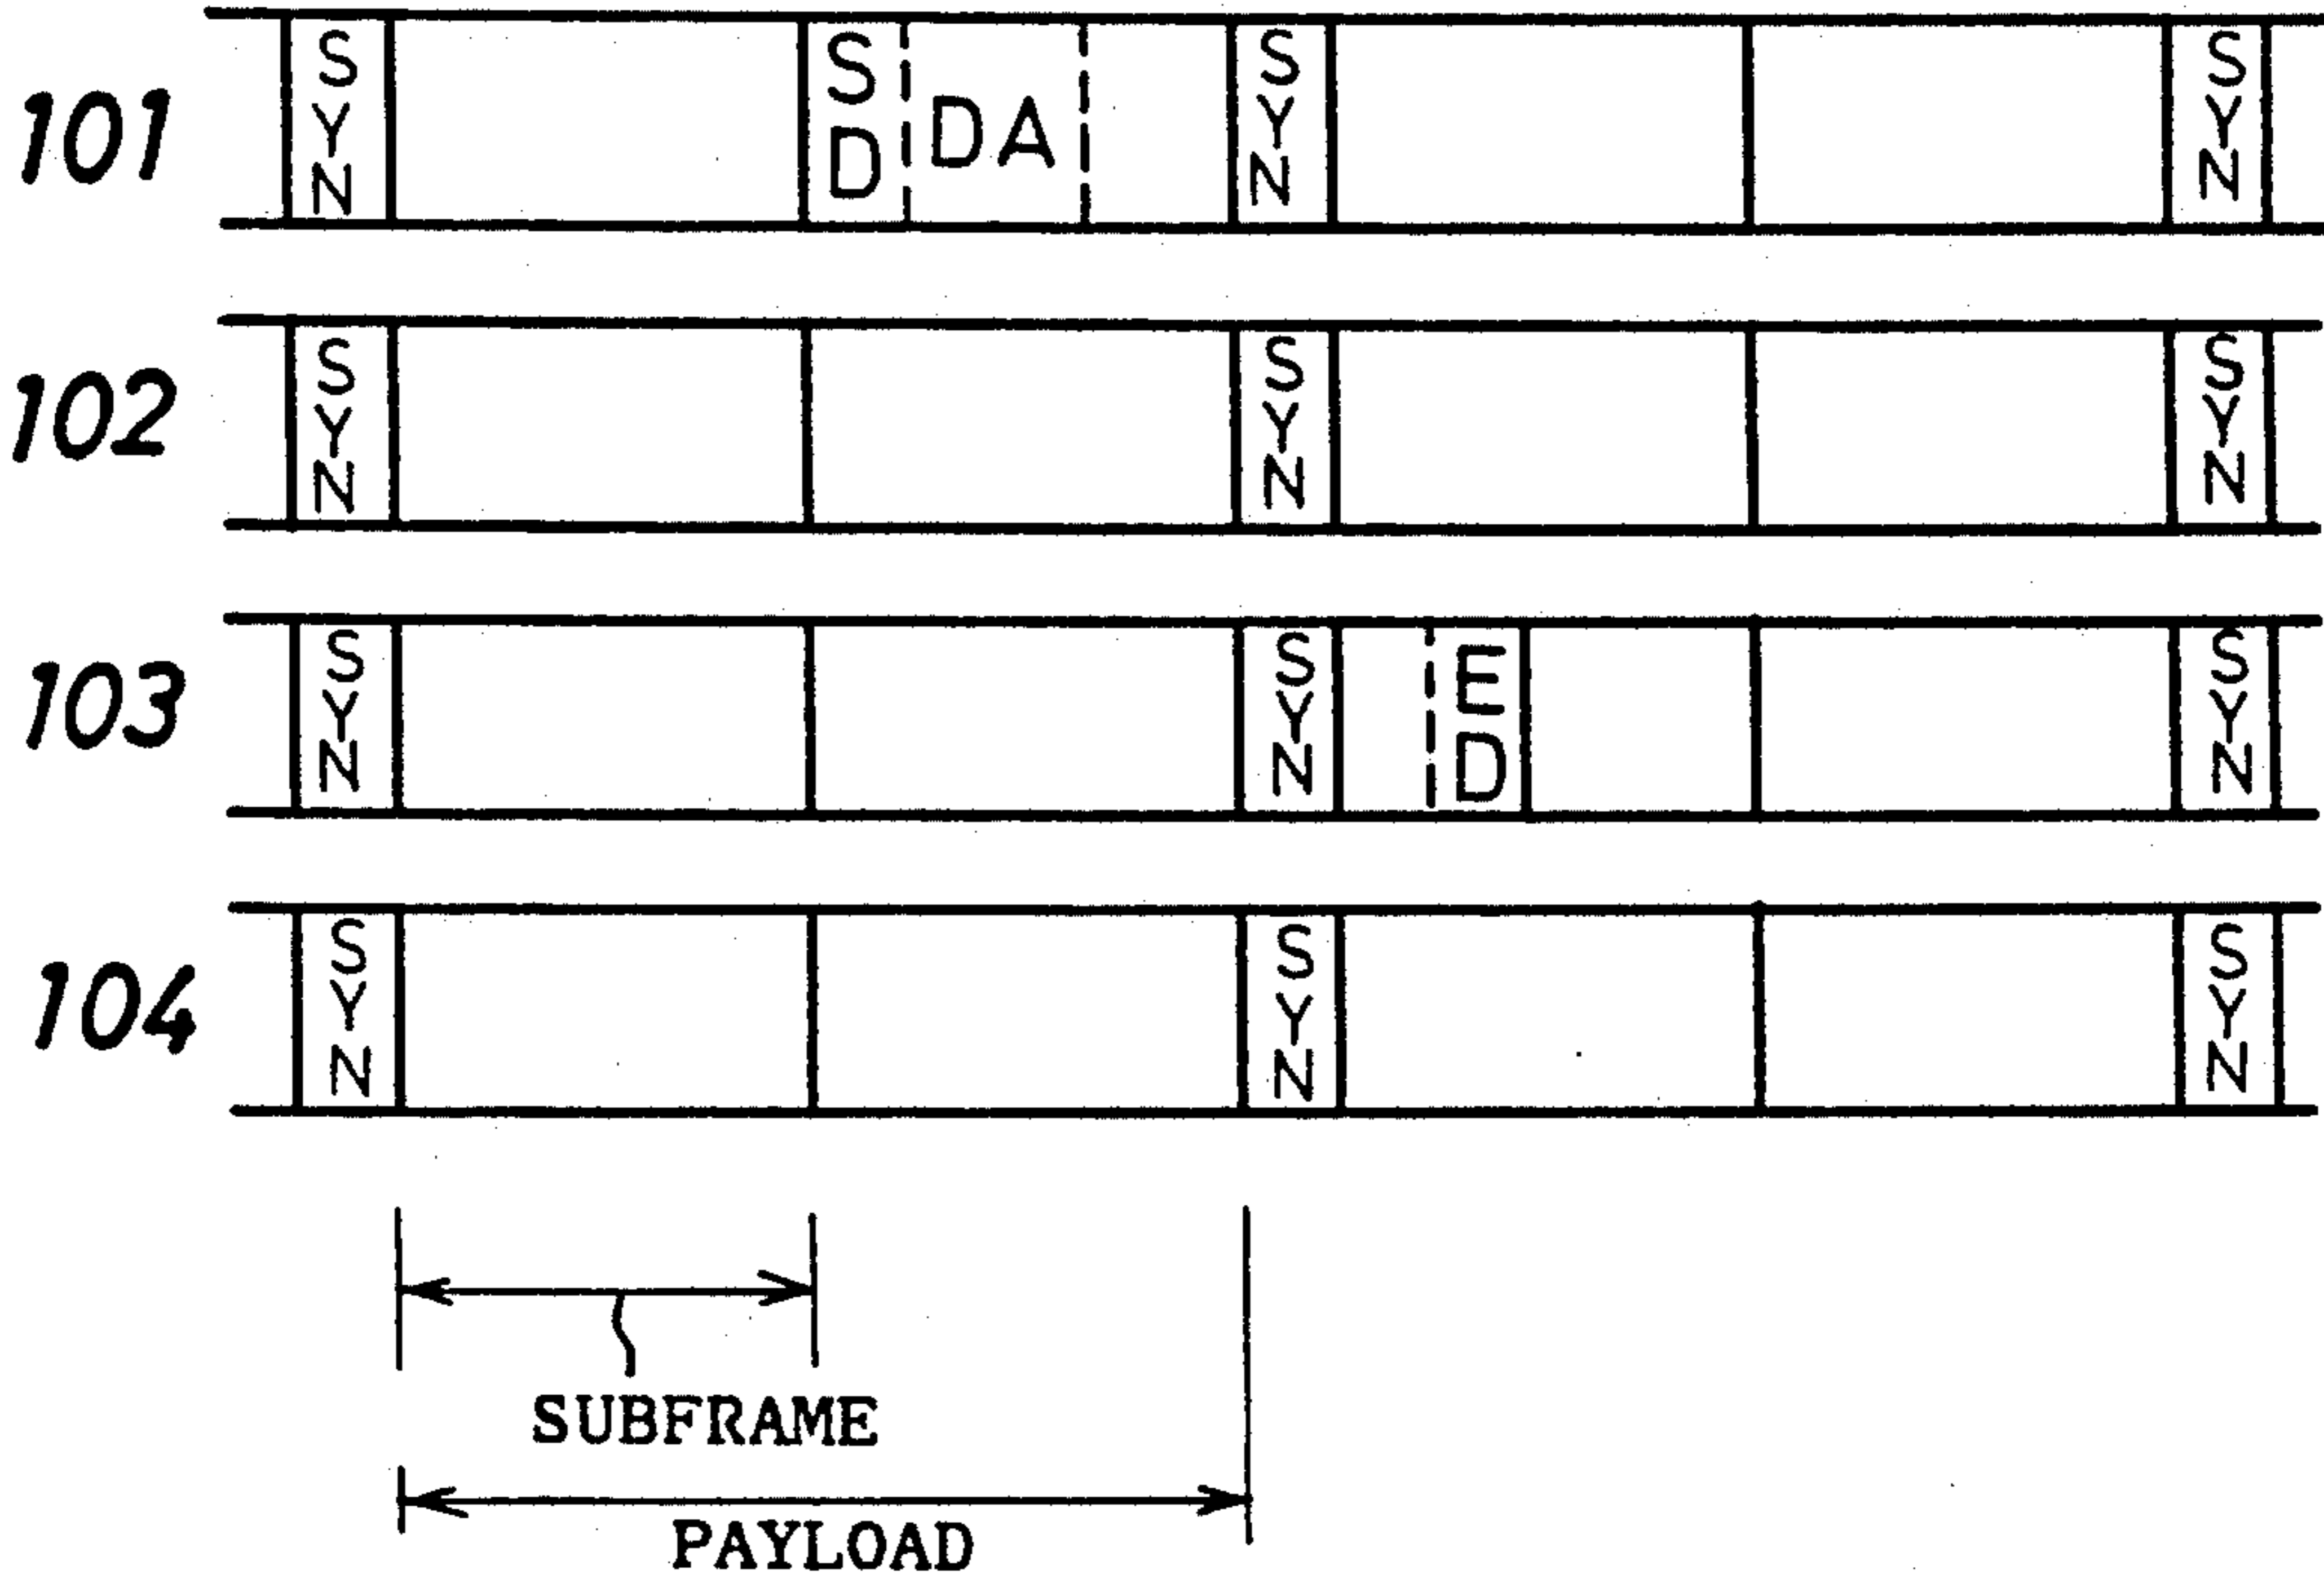 101 SYN SD DA SYN SYN
102 SYN SYN SYN
103 SYN SYN ED SYN
104 SYN SYN SYN
SUBFRAME
PAYLOAD